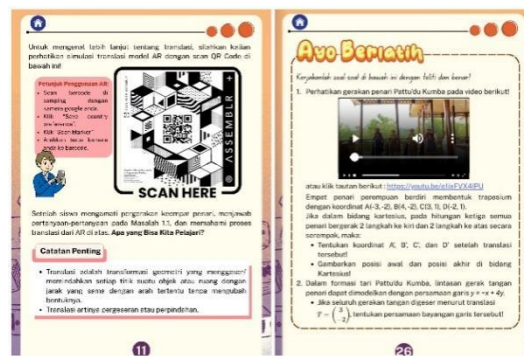 Untuk mengenal lebih lanjut tentang translasi, silahkan kalian
perhatikan simulasi translasi model AR dengan scan QR Code di
bawah ini!
Petunjuk Penggunaan AR:
Scan barcode di
samping dengan
kamera google anda.
Klik "Scan Marker"
Arahkan
anda ke barcode.
ASSEMBLR
SCAN HERE
Setelah siswa mengamati pergerakan keempat penari, menjawab
pertanyaan-pertanyaan pada Masalah 1.1, dan memahami proses
translasi dari AR di atas. Apa yang Bisa Kita Pelajari?
Catatan Penting
Translasi adalah transformasi geometri yang menggeser/
memindahkan setiap titik suatu objek atau ruang dengan
jarak yang sama dengan arah tertentu tanpa mengubah
bentuknya.
Translasi artinya pergeseran atau perpindahan.
11
Ayo Berlatih
Kerjakanlah soal-soal di bawah ini dengan teliti dan benar!
1. Perhatikan gerakan penari Pattu'du Kumba pada video berikut!
atau klik tautan berikut :
Empat penari perempuan berdiri membentuk trapesium
dengan koordinat A(-3, -2), B(4, -2), C(3, 1), D(-2, 1).
Jika dalam bidang kartesius, pada hitungan ketiga semua
penari bergerak 2 langkah ke kiri dan 2 langkah ke atas secara
serempak, maka:
Tentukan koordinat A', B', C', dan D' setelah translasi
tersebut!
Gambarkan posisi awal dan posisi akhir di bidang
Kartesius!
2. Dalam formasi tari Pattu'du Kumba, lintasan gerak tangan
penari dapat dimodelkan dengan persamaan garis y = -x + 4y.
Jika seluruh gerakan tangan digeser menurut translasi
T = (3 -2), tentukan persamaan bayangan garis tersebut!
26